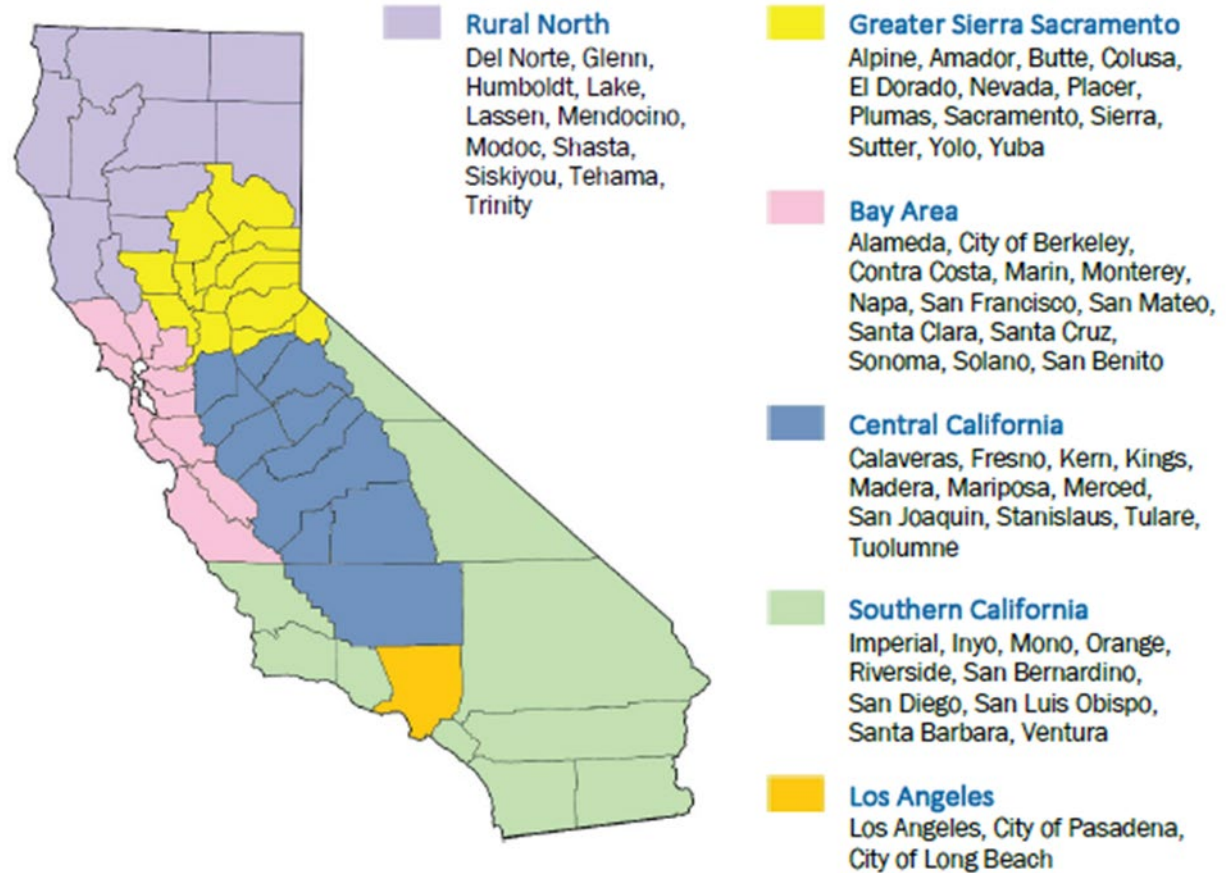 Rural North
Del Norte, Glenn,
Humboldt, Lake,
Lassen, Mendocino,
Modoc, Shasta,
Siskiyou, Tehama,
Trinity
Greater Sierra Sacramento
Alpine, Amador, Butte, Colusa,
El Dorado, Nevada, Placer,
Plumas, Sacramento, Sierra,
Sutter, Yolo, Yuba
Bay Area
Alameda, City of Berkeley,
Contra Costa, Marin, Monterey,
Napa, San Francisco, San Mateo,
Santa Clara, Santa Cruz,
Sonoma, Solano, San Benito
Central California
Calaveras, Fresno, Kern, Kings,
Madera, Mariposa, Merced,
San Joaquin, Stanislaus, Tulare,
Tuolumne
Southern California
Imperial, Inyo, Mono, Orange,
Riverside, San Bernardino,
San Diego, San Luis Obispo,
Santa Barbara, Ventura
Los Angeles
Los Angeles, City of Pasadena,
City of Long Beach